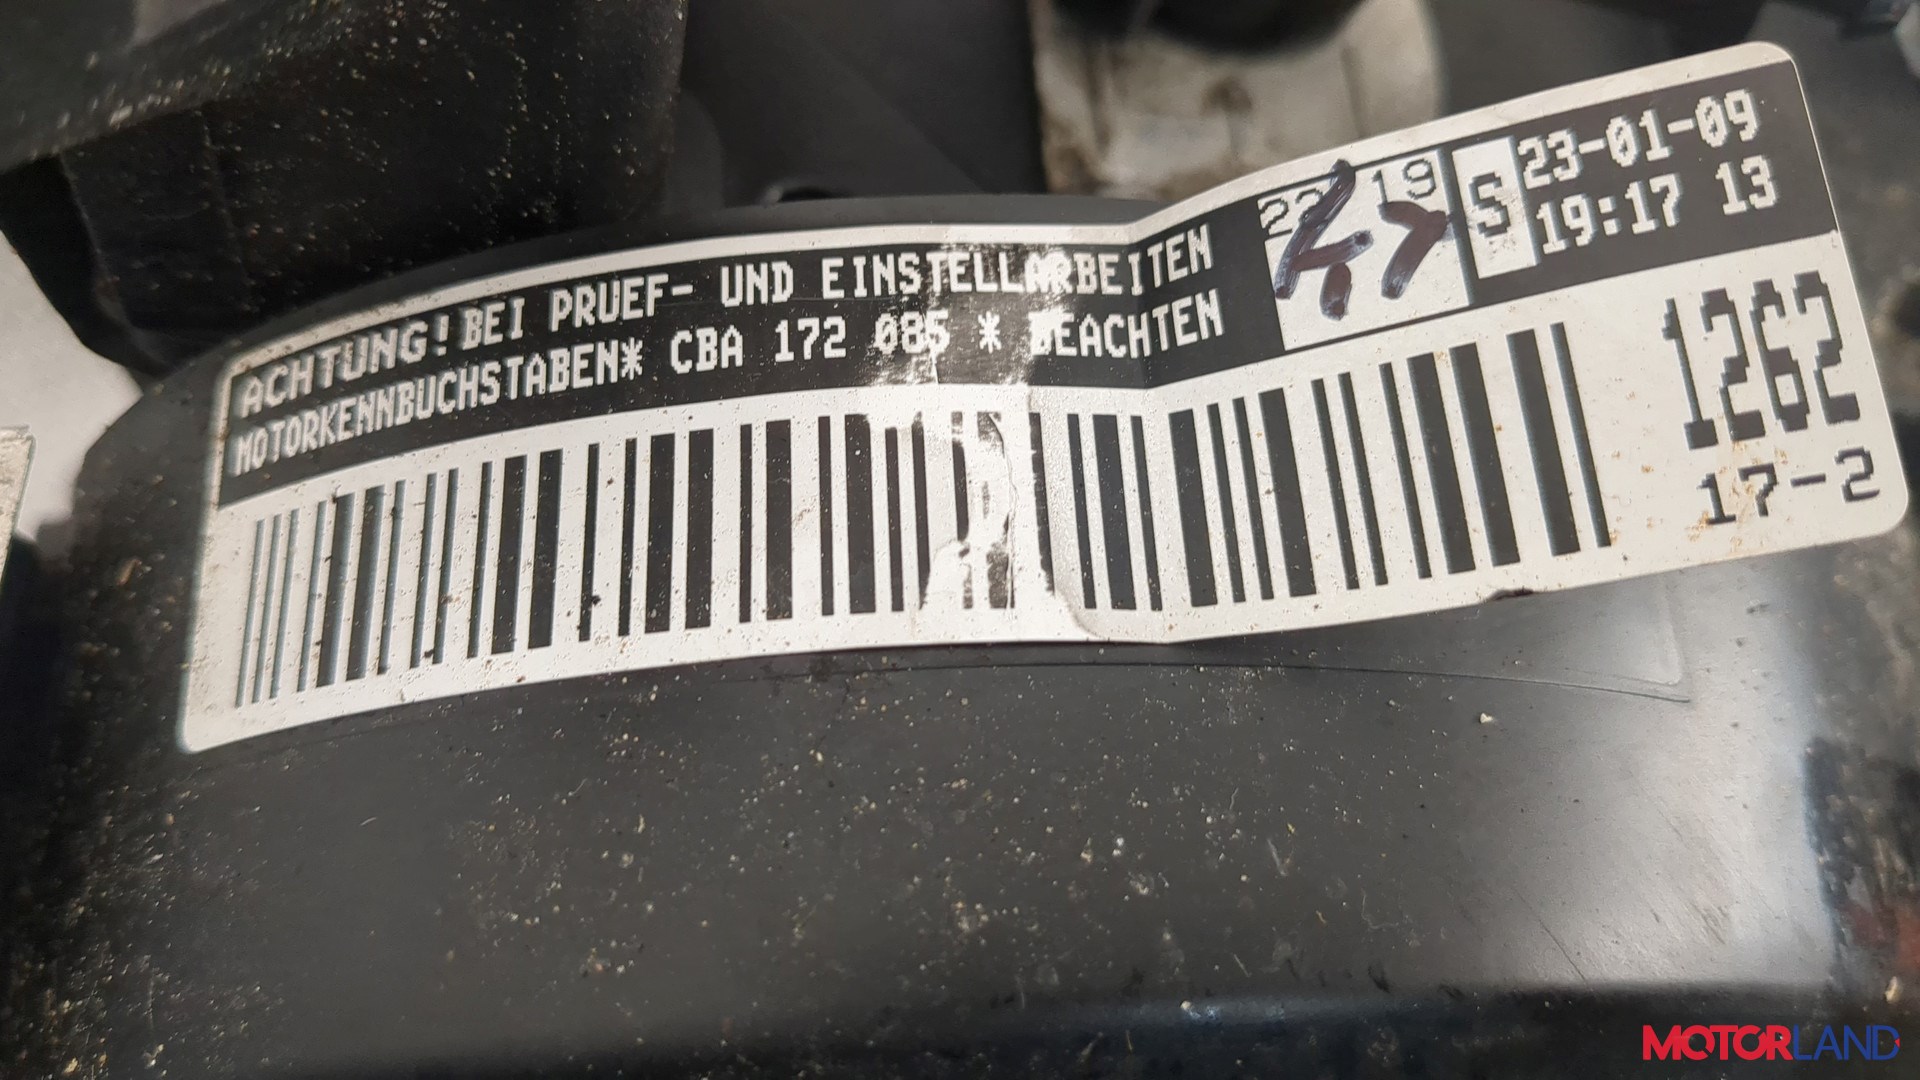 ACHTUNG! BEI PRUEF- UND EINSTELLARBEITEN
MOTORKENNBUCHSTABEN* CBA 172 085 * BEACHTEN
22 19
S
23-01-09
19:17 13
1262
17-2
MOTORLAND